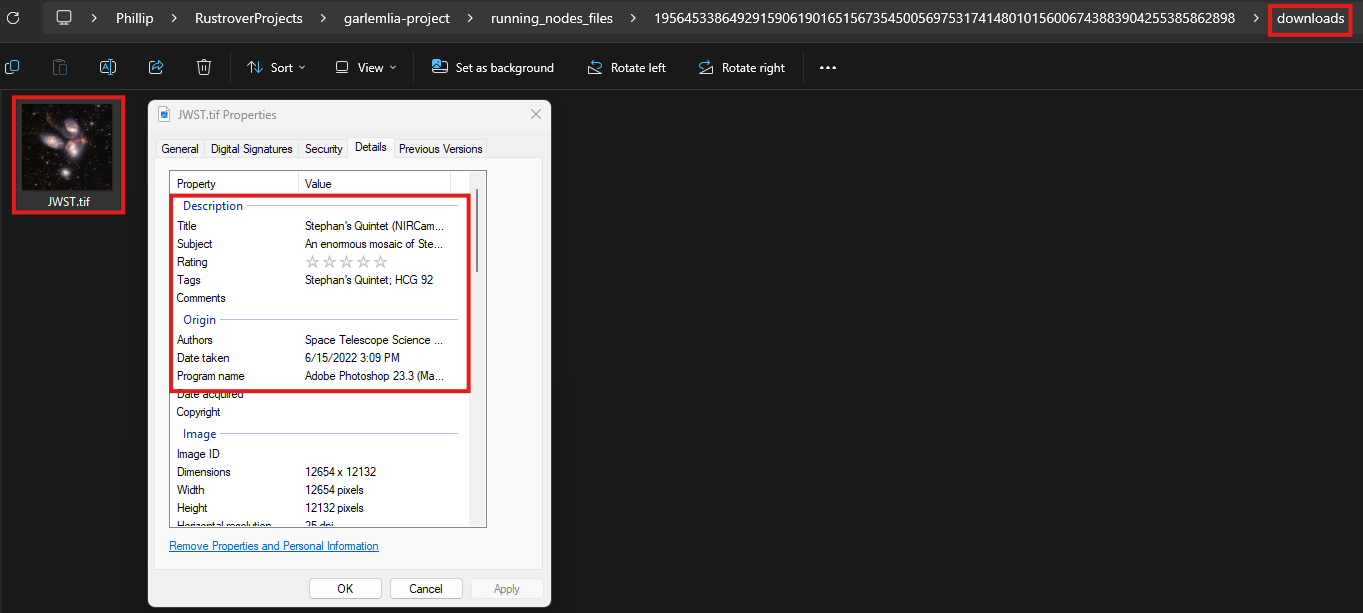 Phillip > RustroverProjects > garlemlia-project > running_nodes_files > 19564533864929159061901651567354500569753174148010156006743883904255385862898 > downloads
Sort View Set as background Rotate left Rotate right
JWST.tif
JWST.tif Properties
General Digital Signatures Security Details Previous Versions
Property Value
Description
Title Stephan's Quintet (NIRCam...
Subject An enormous mosaic of Ste...
Rating
Tags Stephan's Quintet; HCG 92
Comments
Origin
Authors Space Telescope Science ...
Date taken 6/15/2022 3:09 PM
Program name Adobe Photoshop 23.3 (Ma...
Date acquired
Copyright
Image
Image ID
Dimensions 12654 x 12132
Width 12654 pixels
Height 12132 pixels
Horizontal resolution 25 dpi
Remove Properties and Personal Information
OK Cancel Apply